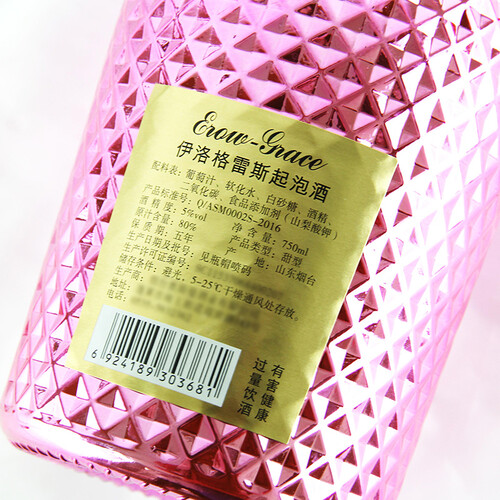 Erow-Grace
伊洛格雷斯起泡酒
配料表：葡萄汁、软化水、白砂糖、酒精、
二氧化碳、食品添加剂（山梨酸钾）
产品标准号：Q/ASM0002S-2016
酒精度：5%vol 净含量：750ml
原汁含量：80% 产品类型：甜型
保质期：五年 产地：山东烟台
生产日期及批号：见瓶帽喷码
生产许可证编号：
储存条件：避光，5-25℃干燥通风处存放。
生产商：
地址：
电话：
6 924189 303681
过量饮酒
有害健康